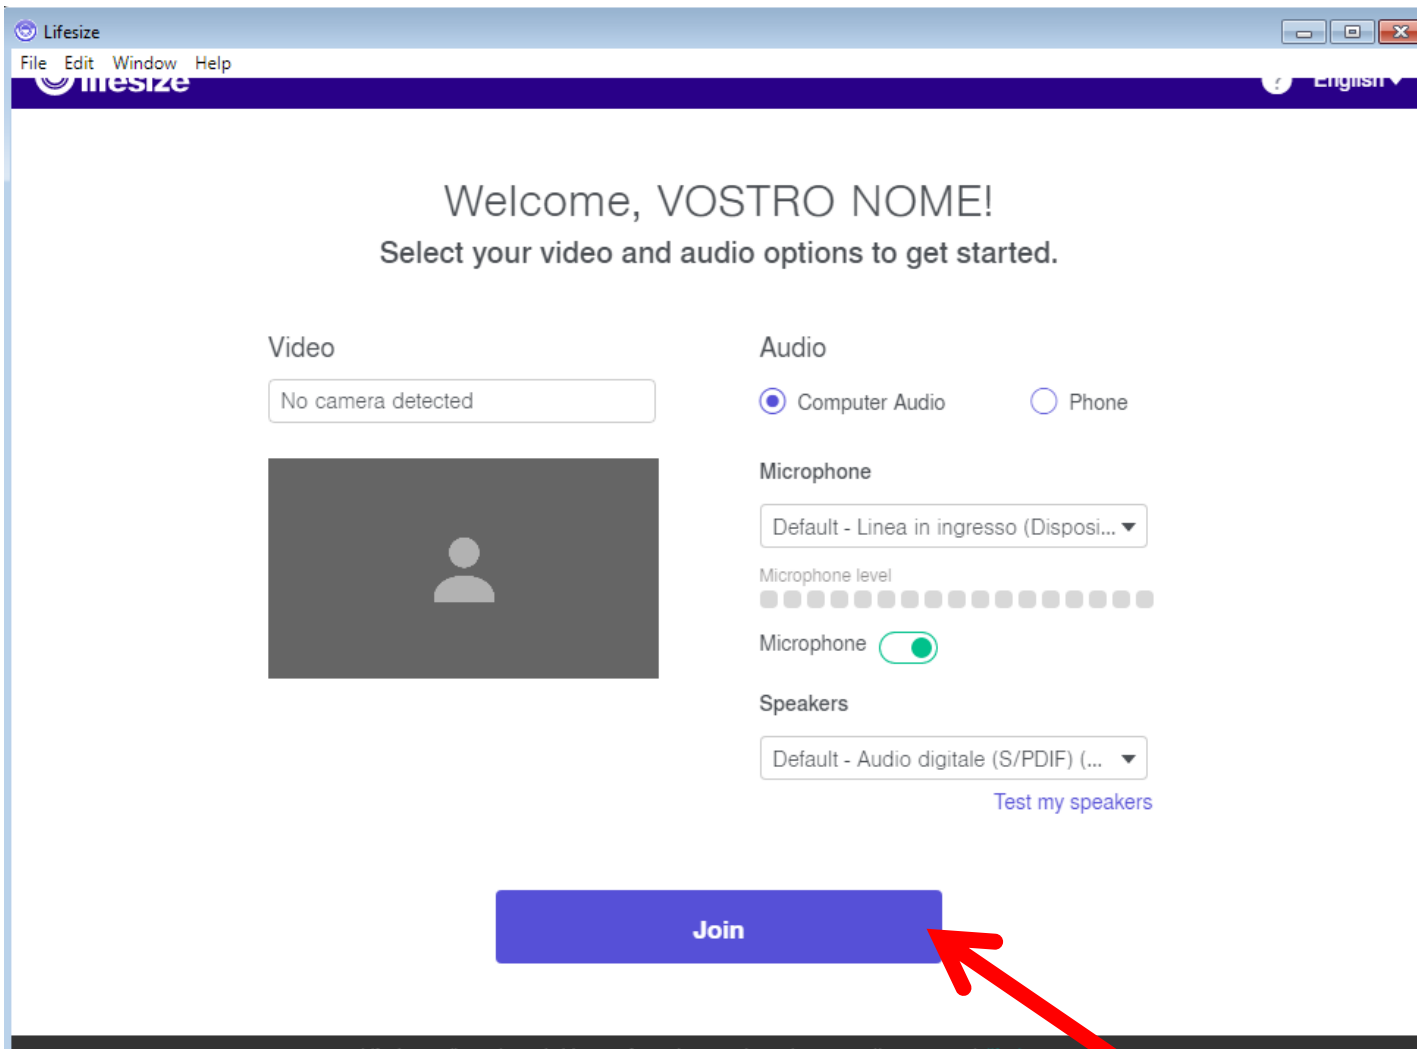 Lifesize
File Edit Window Help
lifesize ? English
Welcome, VOSTRO NOME!
Select your video and audio options to get started.
Video
No camera detected
Audio
Computer Audio Phone
Microphone
Default - Linea in ingresso (Disposi...
Microphone level
Microphone
Speakers
Default - Audio digitale (S/PDIF) (...
Test my speakers
Join